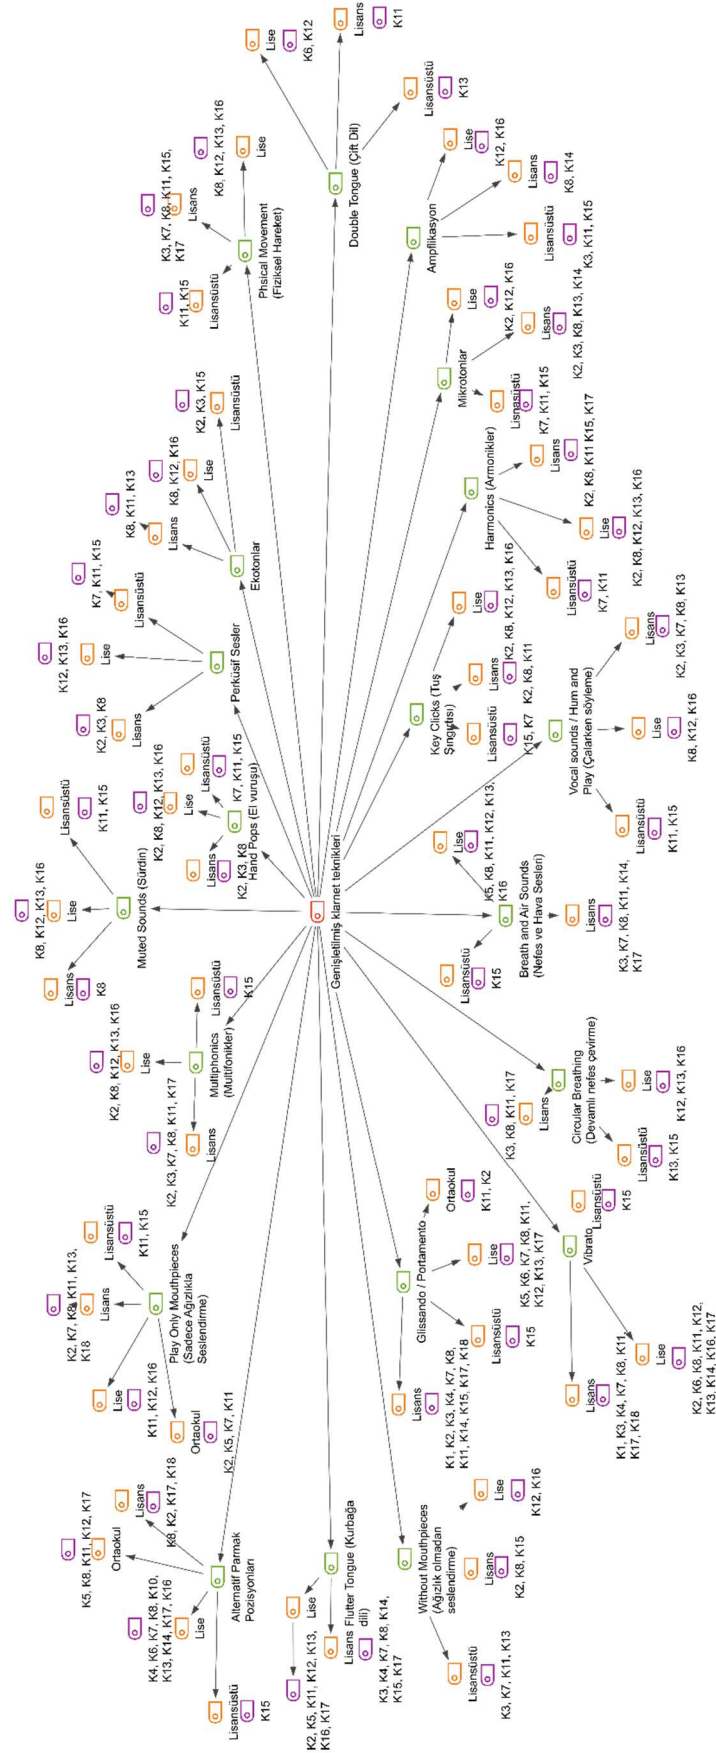 Genişletilmiş klarnet teknikleri
Alternatif Parmak
Pozisyonları
Lisansüstü
K15
Lise
K4, K6, K7, K8, K10,
K13, K14, K17, K16
Ortaokul
K5, K8, K11, K12, K17
Lisans
K8, K2, K17, K18
Play Only Mouthpieces
(Sadece Ağızlıkla
Seslendirme)
Ortaokul
K2, K5, K7, K11
Lise
K11, K12, K16
Lisans
K2, K7, K8, K11, K13,
K18
Lisansüstü
K11, K15
Multiphonics
(Multifonikler)
Lisans
K2, K3, K7, K8, K11, K17
Lise
K2, K8, K12, K13, K16
Lisansüstü
K15
Muted Sounds (Sürdin)
Lisans
K8
Lise
K8, K12, K13, K16
Lisansüstü
K11, K15
Hand Pops (El vuruşu)
Lisans
K2, K3, K8
Lise
K2, K8, K12, K13, K16
Lisansüstü
K7, K11, K15
Perküsif Sesler
Lisans
K2, K3, K8
Lise
K12, K13, K16
Lisansüstü
K7, K11, K15
Ekotonlar
Lisans
K8, K11, K13
Lise
K8, K12, K16
Lisansüstü
K2, K3, K15
Phsical Movement
(Fiziksel Hareket)
Lisansüstü
K11, K15
Lisans
K3, K7, K8, K11, K15,
K17
Lise
K8, K12, K13, K16
Double Tongue (Çift Dil)
Lise
K6, K12
Lisans
K11
Lisansüstü
K13
Amplifikasyon
Lise
K12, K16
Lisans
K8, K14
Lisansüstü
K3, K11, K15
Mikrotonlar
Lise
K2, K12, K16
Lisans
K2, K3, K8, K13, K14
Lisnasüstü
K7, K11, K15
Harmonics (Armonikler)
Lisans
K2, K8, K11 K15, K17
Lise
K2, K8, K12, K13, K16
Lisansüstü
K7, K11
Key Clicks (Tuş
Şıngırtısı)
Lise
K2, K8, K12, K13, K16
Lisans
K2, K8, K11
Lisansüstü
K15, K7
Vocal sounds / Hum and
Play (Çalarken söyleme)
Lisans
K2, K3, K7, K8, K13
Lise
K8, K12, K16
Lisansüstü
K11, K15
Breath and Air Sounds
(Nefes ve Hava Sesleri)
Lise
K5, K8, K11, K12, K13,
K16
Lisans
K3, K7, K8, K11, K14,
K17
Lisansüstü
K15
Circular Breathing
(Devamlı nefes çevirme)
Lisans
K3, K8, K11, K17
Lise
K12, K13, K16
Lisansüstü
K13, K15
Vibrato
Lisansüstü
K15
Lise
K2, K6, K8, K11, K12,
K13, K14, K16, K17
Lisans
K1, K3, K4, K7, K8, K11,
K17, K18
Glissando / Portamento
Ortaokul
K11, K2
Lise
K5, K6, K7, K8, K11,
K12, K13, K17
Lisansüstü
K15
Lisans
K1, K2, K3, K4, K7, K8,
K11, K14, K15, K17, K18
Without Mouthpieces
(Ağızlık olmadan
seslendirme)
Lise
K12, K16
Lisans
K2, K8, K15
Lisansüstü
K3, K7, K11, K13
Flutter Tongue (Kurbağa
dili)
Lise
K2, K5, K11, K12, K13,
K16, K17
Lisans
K3, K4, K7, K8, K14,
K15, K17